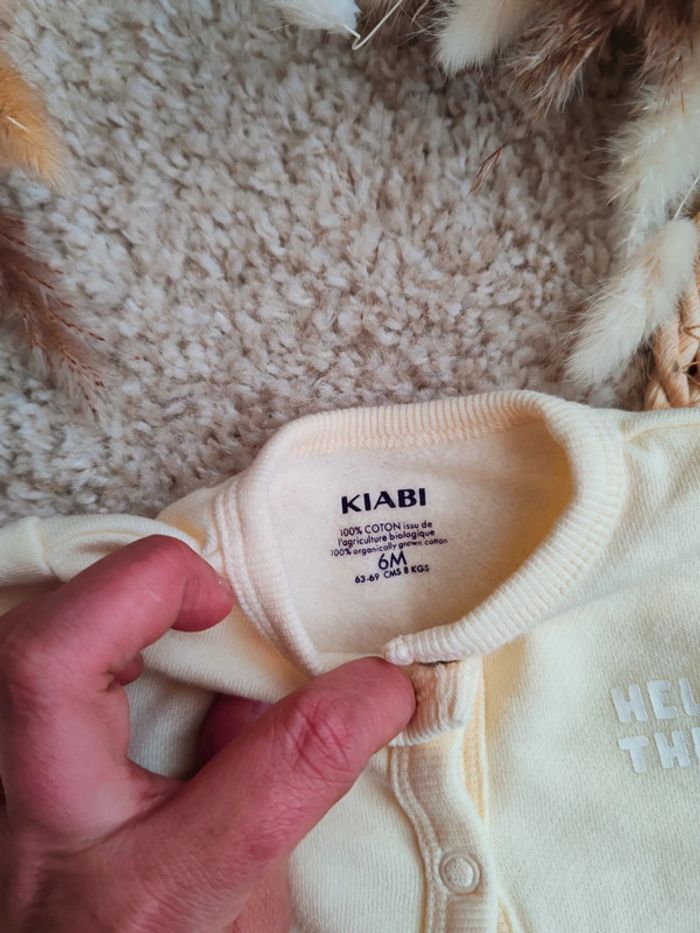 KIABI
100% COTON issu de
l'agriculture biologique
100% organically grown cotton
6M
63-69 CMS 8 KGS